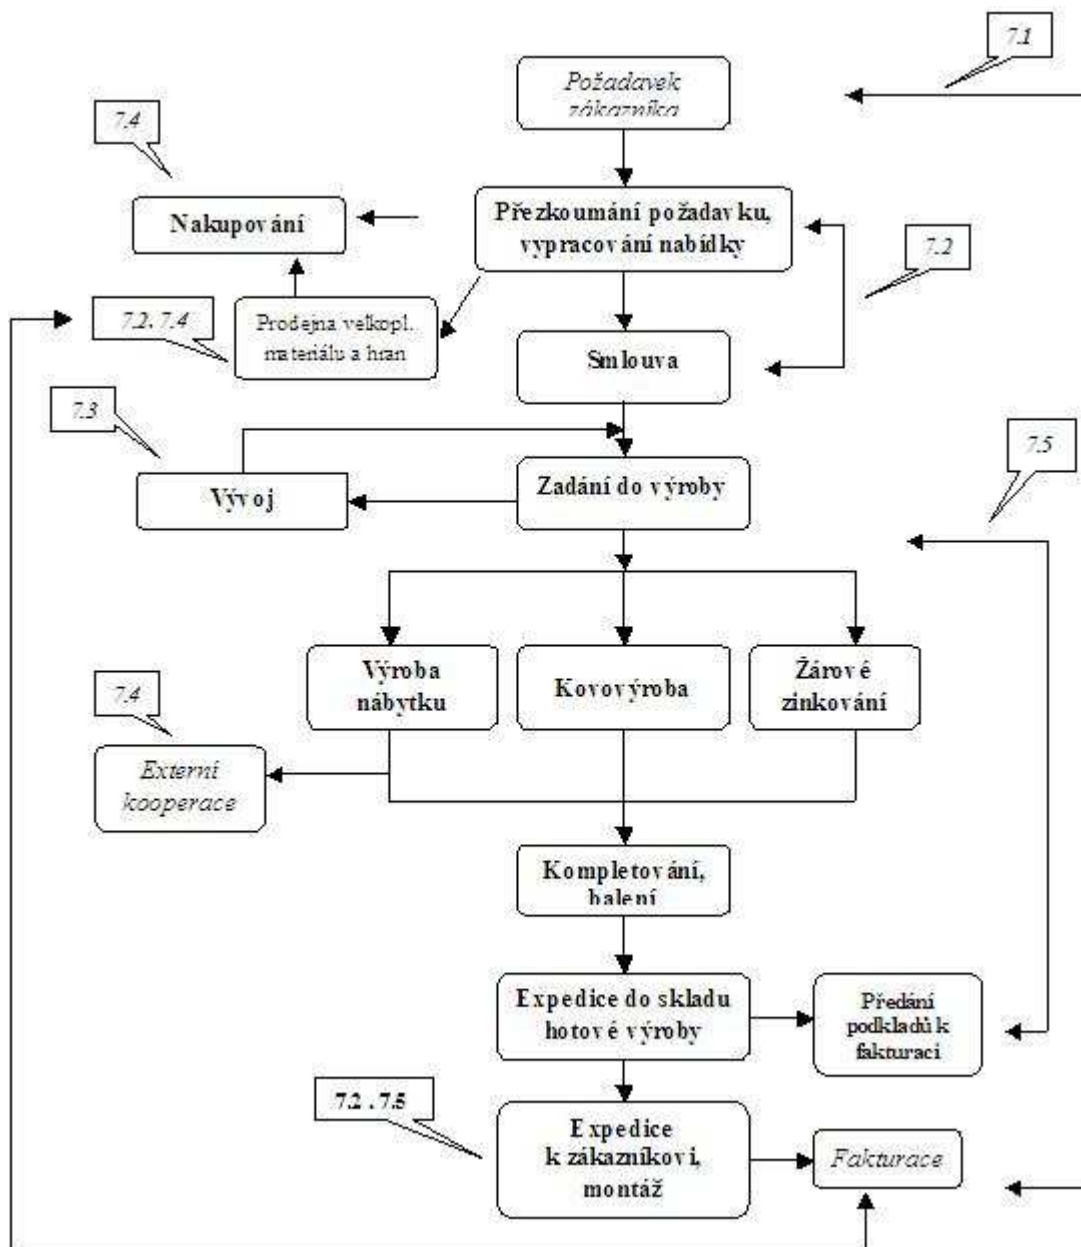 7.1
Požadavek
zákazníka
7.4
Nakupování
Přezkoumání požadavku,
vypracování nabídky
7.2
7.2, 7.4
Prodejna velkopl.
materiálu a hran
Smlouva
7.3
7.5
Vývoj
Zadání do výroby
Výroba
nábytku
Kovovýroba
Žárové
zinkování
7.4
Externí
kooperace
Kompletování,
balení
Expedice do skladu
hotové výroby
Předání
podkladů k
fakturaci
7.2 , 7.5
Expedice
k zákazníkovi,
montáž
Fakturace